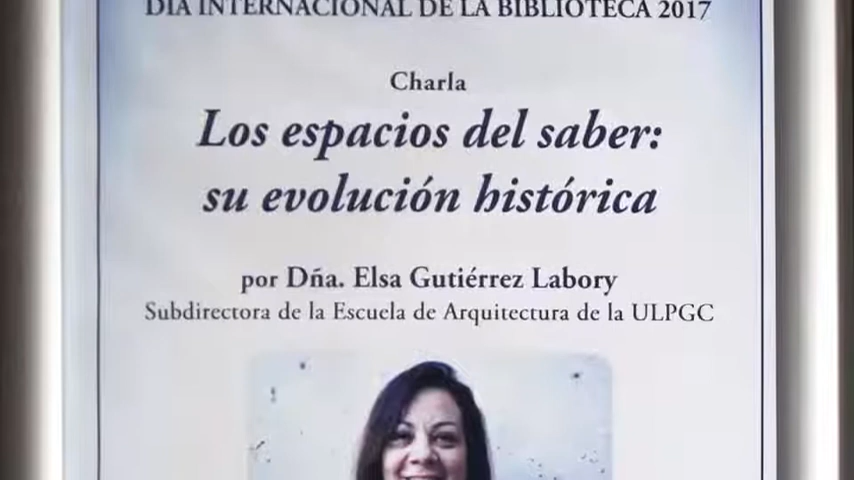 DÍA INTERNACIONAL DE LA BIBLIOTECA 2017
Charla
Los espacios del saber:
su evolución histórica
por Dña. Elsa Gutiérrez Labory
Subdirectora de la Escuela de Arquitectura de la ULPGC